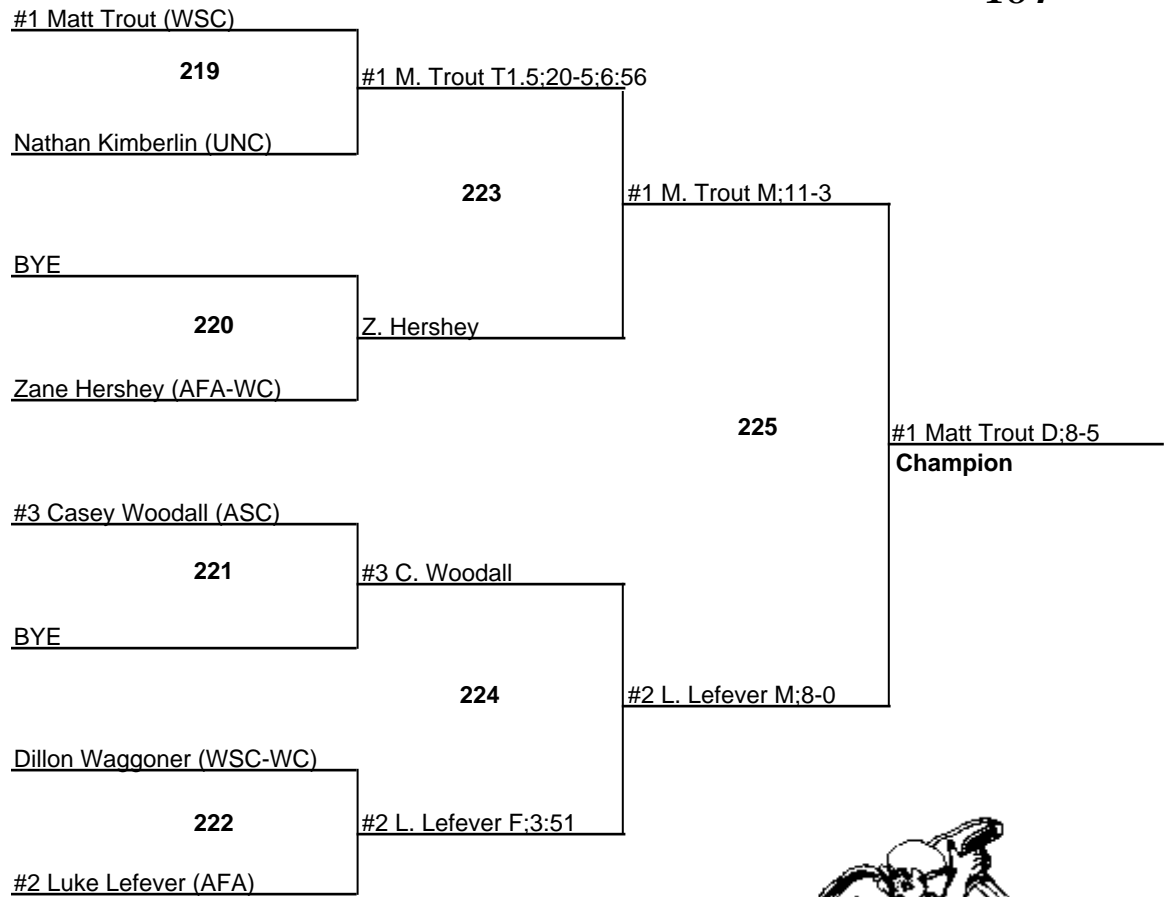 #1 Matt Trout (WSC)
219
#1 M. Trout T1.5;20-5;6:56
Nathan Kimberlin (UNC)
223
#1 M. Trout M;11-3
BYE
220
Z. Hershey
Zane Hershey (AFA-WC)
225
#1 Matt Trout D;8-5
Champion
#3 Casey Woodall (ASC)
221
#3 C. Woodall
BYE
224
#2 L. Lefever M;8-0
Dillon Waggoner (WSC-WC)
222
#2 L. Lefever F;3:51
#2 Luke Lefever (AFA)